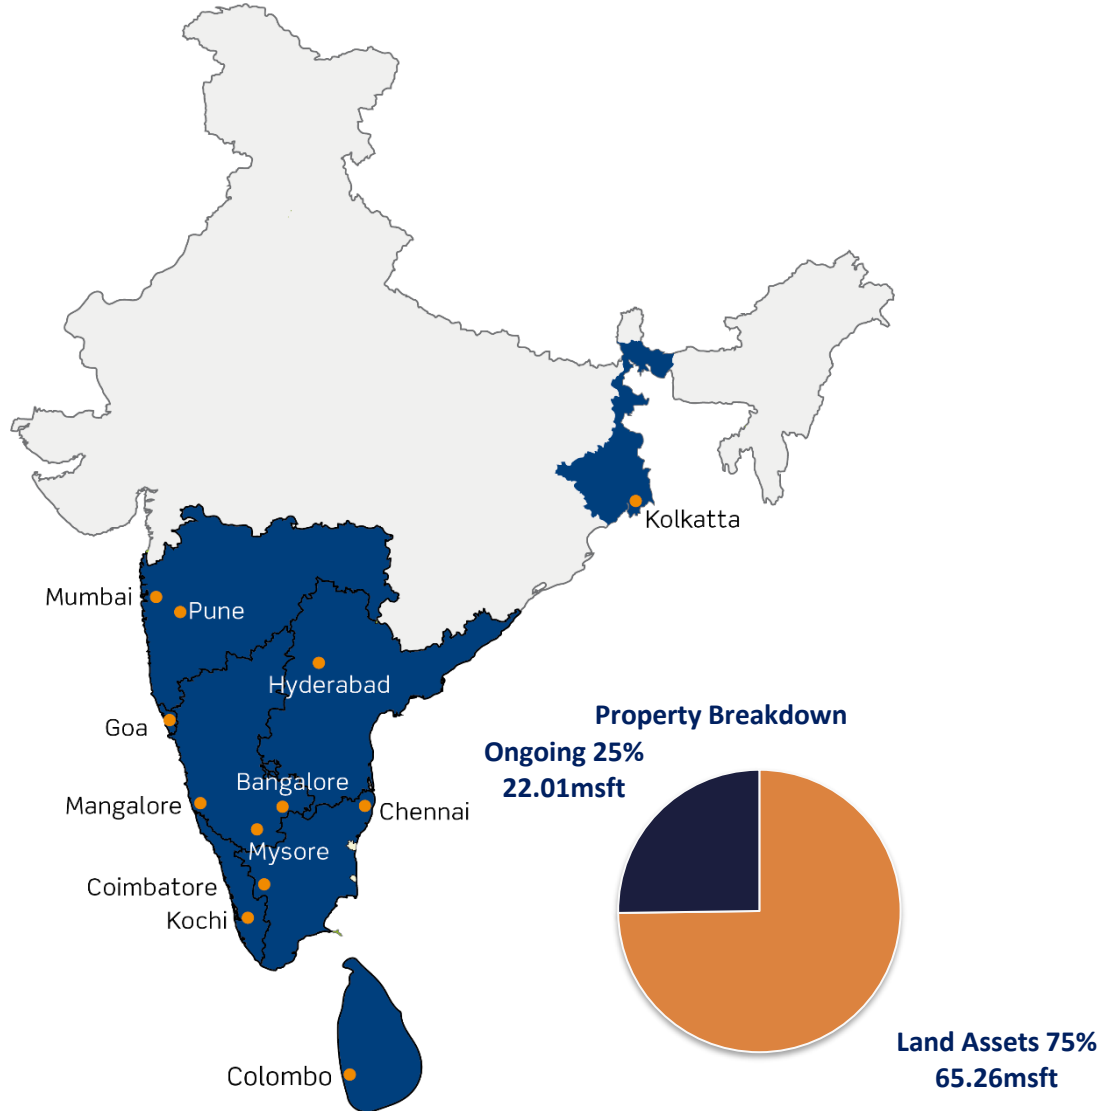 Kolkatta
Mumbai
Pune
Hyderabad
Goa
Bangalore
Mangalore
Chennai
Mysore
Coimbatore
Kochi
Colombo
Property Breakdown
Ongoing 25%
22.01msft
Land Assets 75%
65.26msft